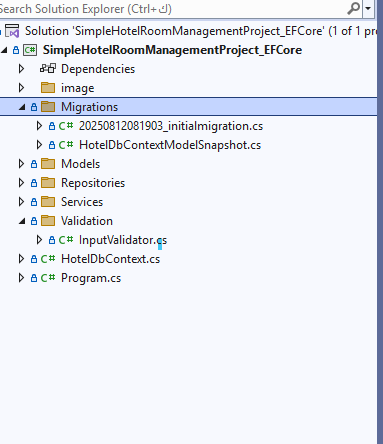 Search Solution Explorer (Ctrl+ك)
Solution 'SimpleHotelRoomManagementProject_EFCore' (1 of 1 pr
SimpleHotelRoomManagementProject_EFCore
Dependencies
image
Migrations
C# 20250812081903_initialmigration.cs
C# HotelDbContextModelSnapshot.cs
Models
Repositories
Services
Validation
C# InputValidator.cs
C# HotelDbContext.cs
C# Program.cs